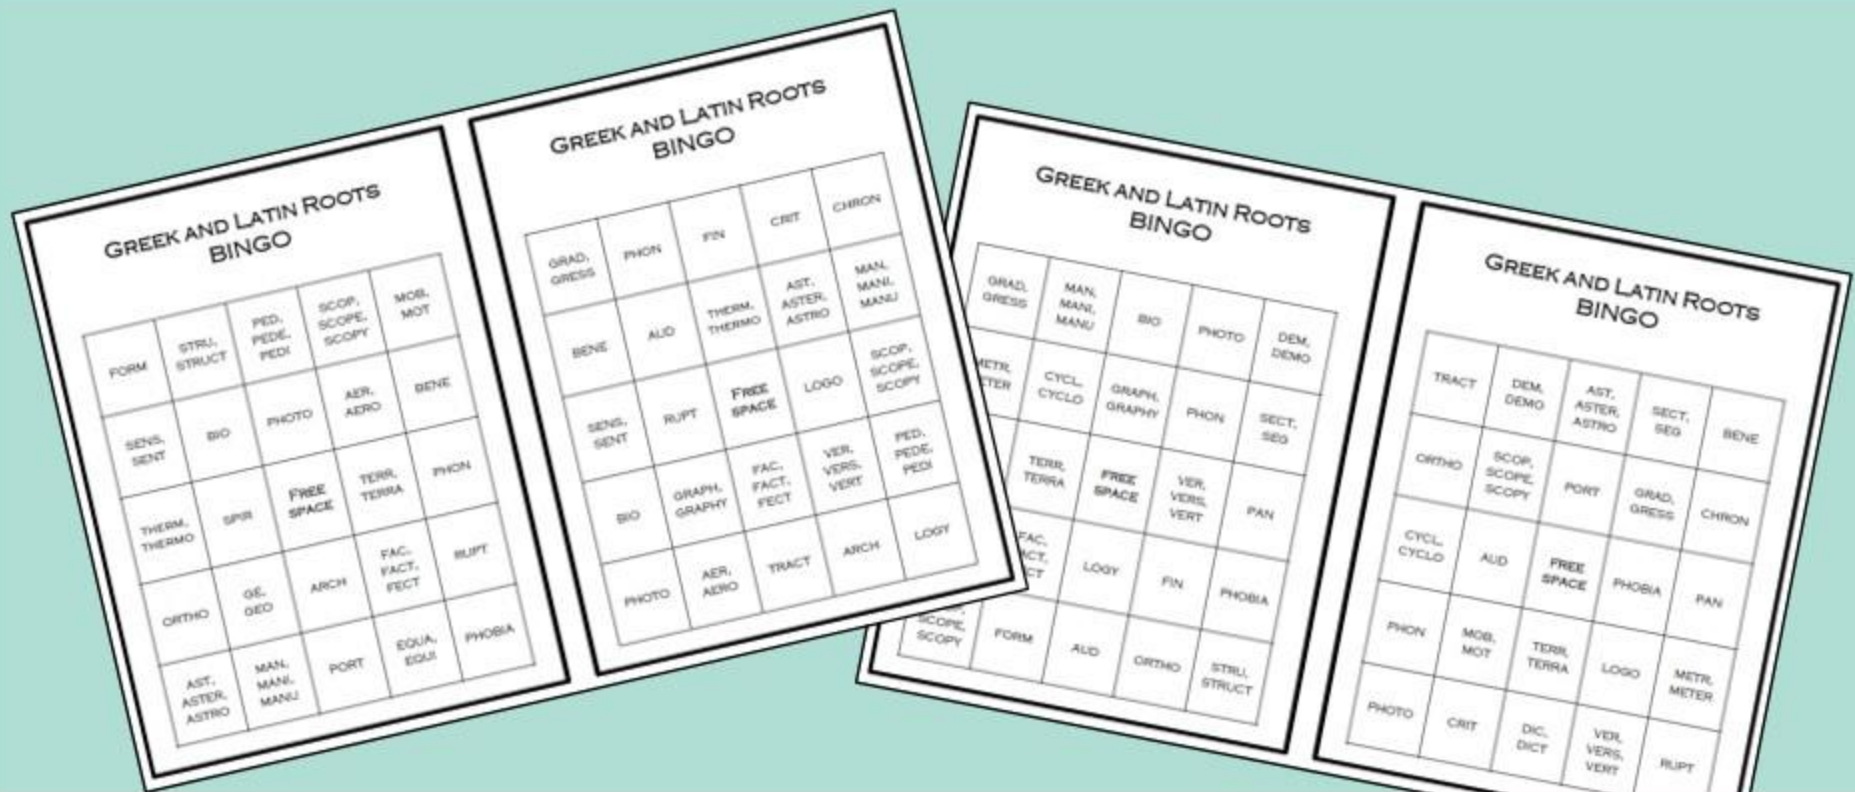 GREEK AND LATIN ROOTS
BINGO
FORM
STRU,
STRUCT
PED,
PEDE,
PEDI
SCOP,
SCOPE,
SCOPY
MOB,
MOT
SENS,
SENT
BIO
PHOTO
AER,
AERO
BENE
THERM,
THERMO
SPIR
FREE
SPACE
TERR,
TERRA
PHON
ORTHO
GE,
GEO
ARCH
FAC,
FACT,
FECT
RUPT
AST,
ASTER,
ASTRO
MAN,
MANI,
MANU
PORT
EQUA,
EQUI
PHOBIA
GREEK AND LATIN ROOTS
BINGO
GRAD,
GRESS
PHON
FIN
CRIT
CHRON
BENE
AUD
THERM,
THERMO
AST,
ASTER,
ASTRO
MAN,
MANI,
MANU
SENS,
SENT
RUPT
FREE
SPACE
LOGO
SCOP,
SCOPE,
SCOPY
BIO
GRAPH,
GRAPHY
FAC,
FACT,
FECT
VER,
VERS,
VERT
PED,
PEDE,
PEDI
PHOTO
AER,
AERO
TRACT
ARCH
LOGY
GREEK AND LATIN ROOTS
BINGO
GRAD,
GRESS
MAN,
MANI,
MANU
BIO
PHOTO
DEM,
DEMO
CYCL,
CYCLO
GRAPH,
GRAPHY
PHON
SECT,
SEG
TERR,
TERRA
FREE
SPACE
VER,
VERS,
VERT
PAN
FAC,
LOGY
FIN
PHOBIA
SCOPE,
SCOPY
FORM
AUD
ORTHO
STRU,
STRUCT
GREEK AND LATIN ROOTS
BINGO
TRACT
DEM,
DEMO
AST,
ASTER,
ASTRO
SECT,
SEG
BENE
ORTHO
SCOP,
SCOPE,
SCOPY
PORT
GRAD,
GRESS
CHRON
CYCL,
CYCLO
AUD
FREE
SPACE
PHOBIA
PAN
PHON
MOB,
MOT
TERR,
TERRA
LOGO
METR,
METER
PHOTO
CRIT
DIC,
DICT
VER,
VERS,
VERT
RUPT